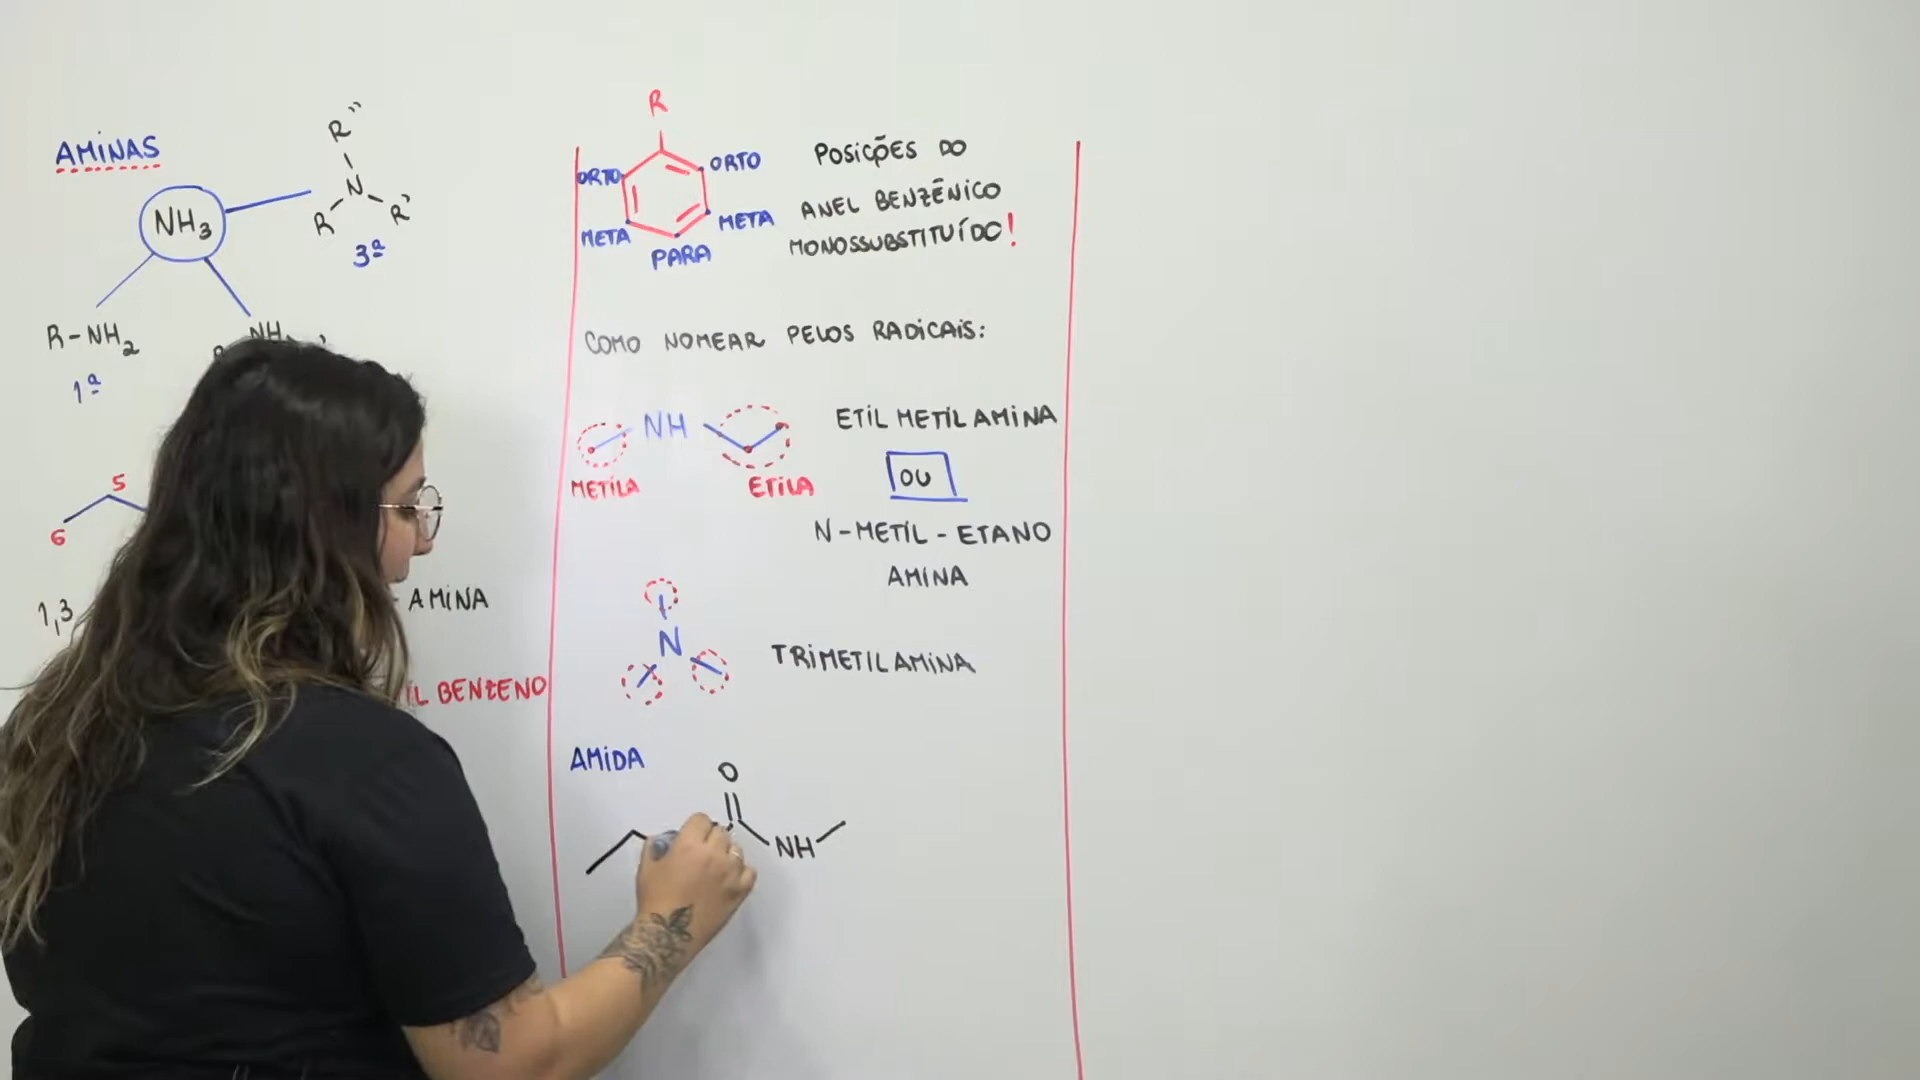 AMINAS
NH3
R"
N
R R'
3ª
R-NH2
1ª
NH
5
6
1,3
AMINA
IL BENZENO
R
ORTO ORTO
META META
PARA
POSIÇÕES DO
ANEL BENZÊNICO
MONOSSUBSTITUÍDO!
COMO NOMEAR PELOS RADICAIS:
NH
METILA ETILA
ETIL METIL AMINA
OU
N-METIL-ETANO
AMINA
N
TRIMETILAMINA
AMIDA
O
NH